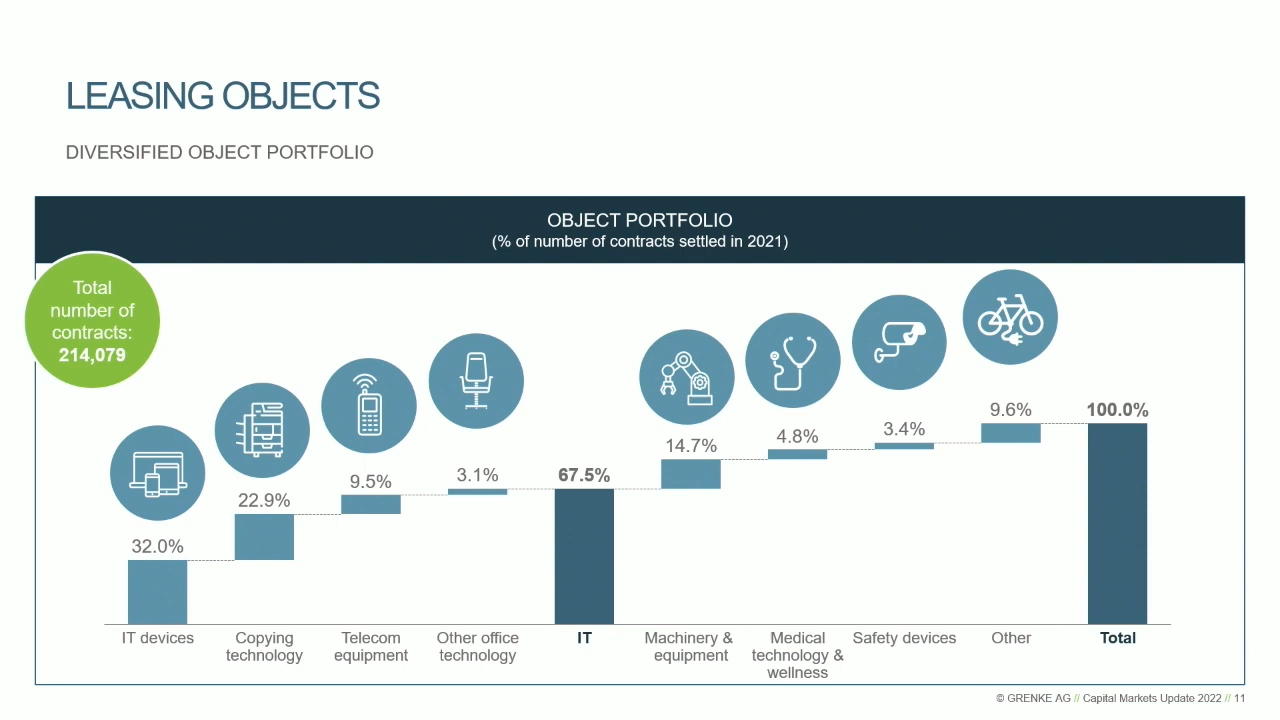 LEASING OBJECTS
DIVERSIFIED OBJECT PORTFOLIO
OBJECT PORTFOLIO
(% of number of contracts settled in 2021)
Total
number of
contracts:
214,079
32.0%
22.9%
9.5%
3.1%
67.5%
14.7%
4.8%
3.4%
9.6%
100.0%
IT devices
Copying
technology
Telecom
equipment
Other office
technology
IT
Machinery &
equipment
Medical
technology &
wellness
Safety devices
Other
Total
© GRENKE AG // Capital Markets Update 2022 // 11